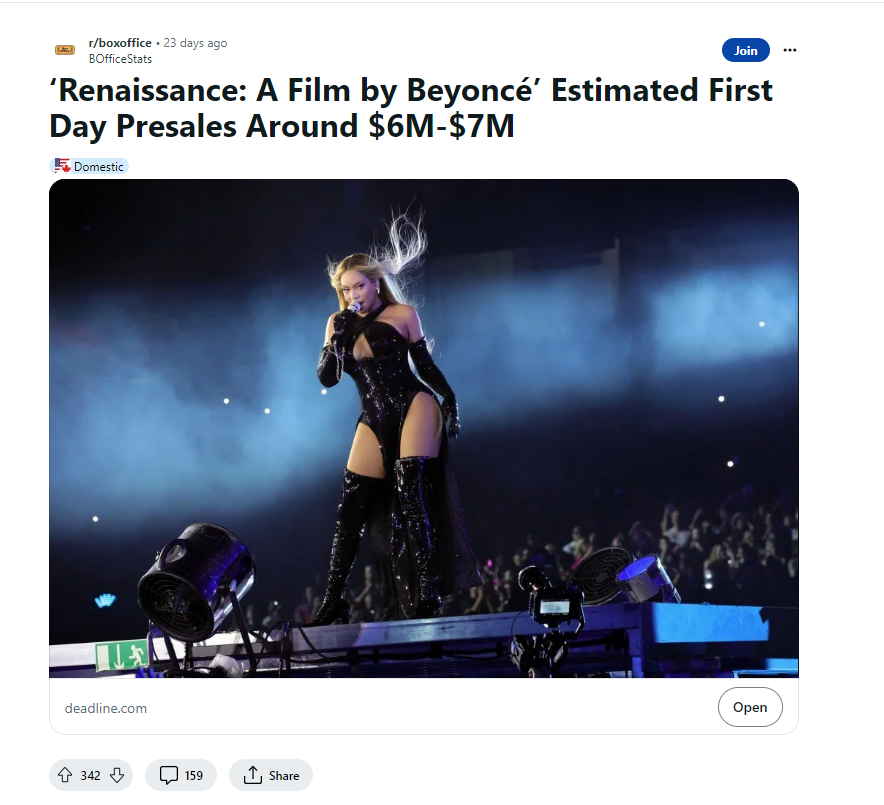 r/boxoffice • 23 days ago
BOfficeStats
Join
‘Renaissance: A Film by Beyoncé’ Estimated First
Day Presales Around $6M-$7M
Domestic
deadline.com
Open
342
159
Share